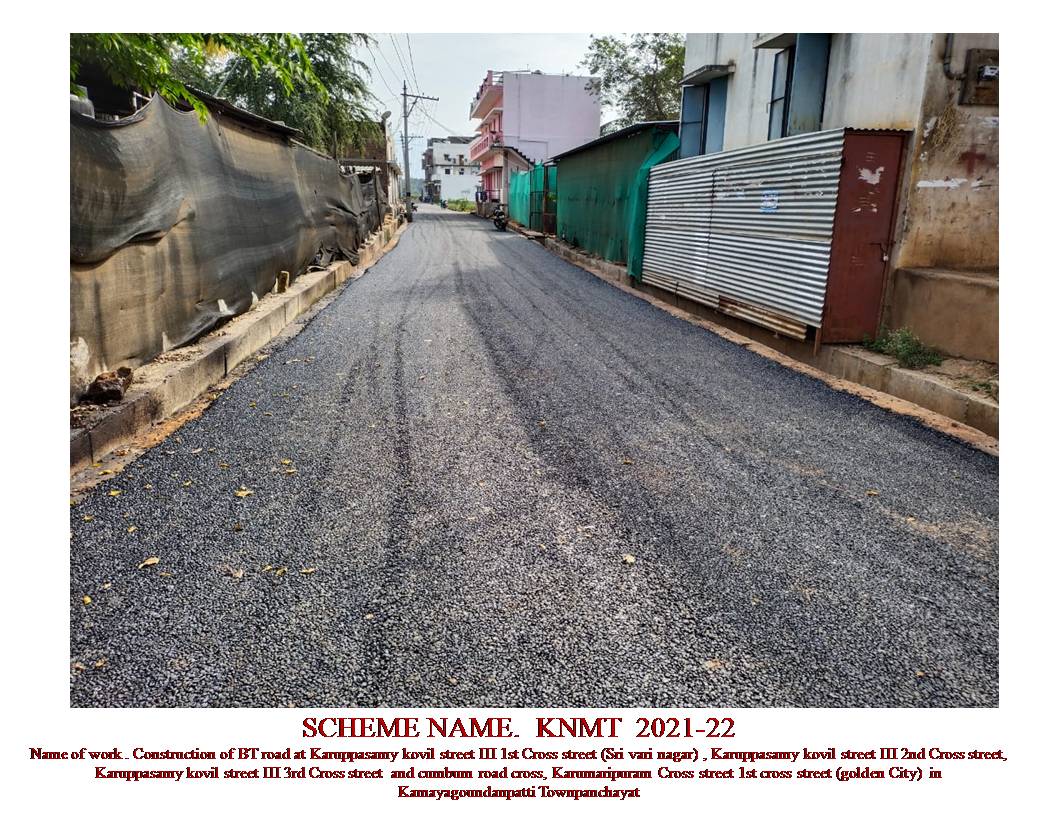 SCHEME NAME. KNMT 2021-22
Name of work . Construction of BT road at Karuppasamy kovil street III 1st Cross street (Sri vari nagar) , Karuppasamy kovil street III 2nd Cross street,
Karuppasamy kovil street III 3rd Cross street and cumbum road cross, Karumaripuram Cross street 1st cross street (golden City) in
Kamayagoundanpatti Townpanchayat